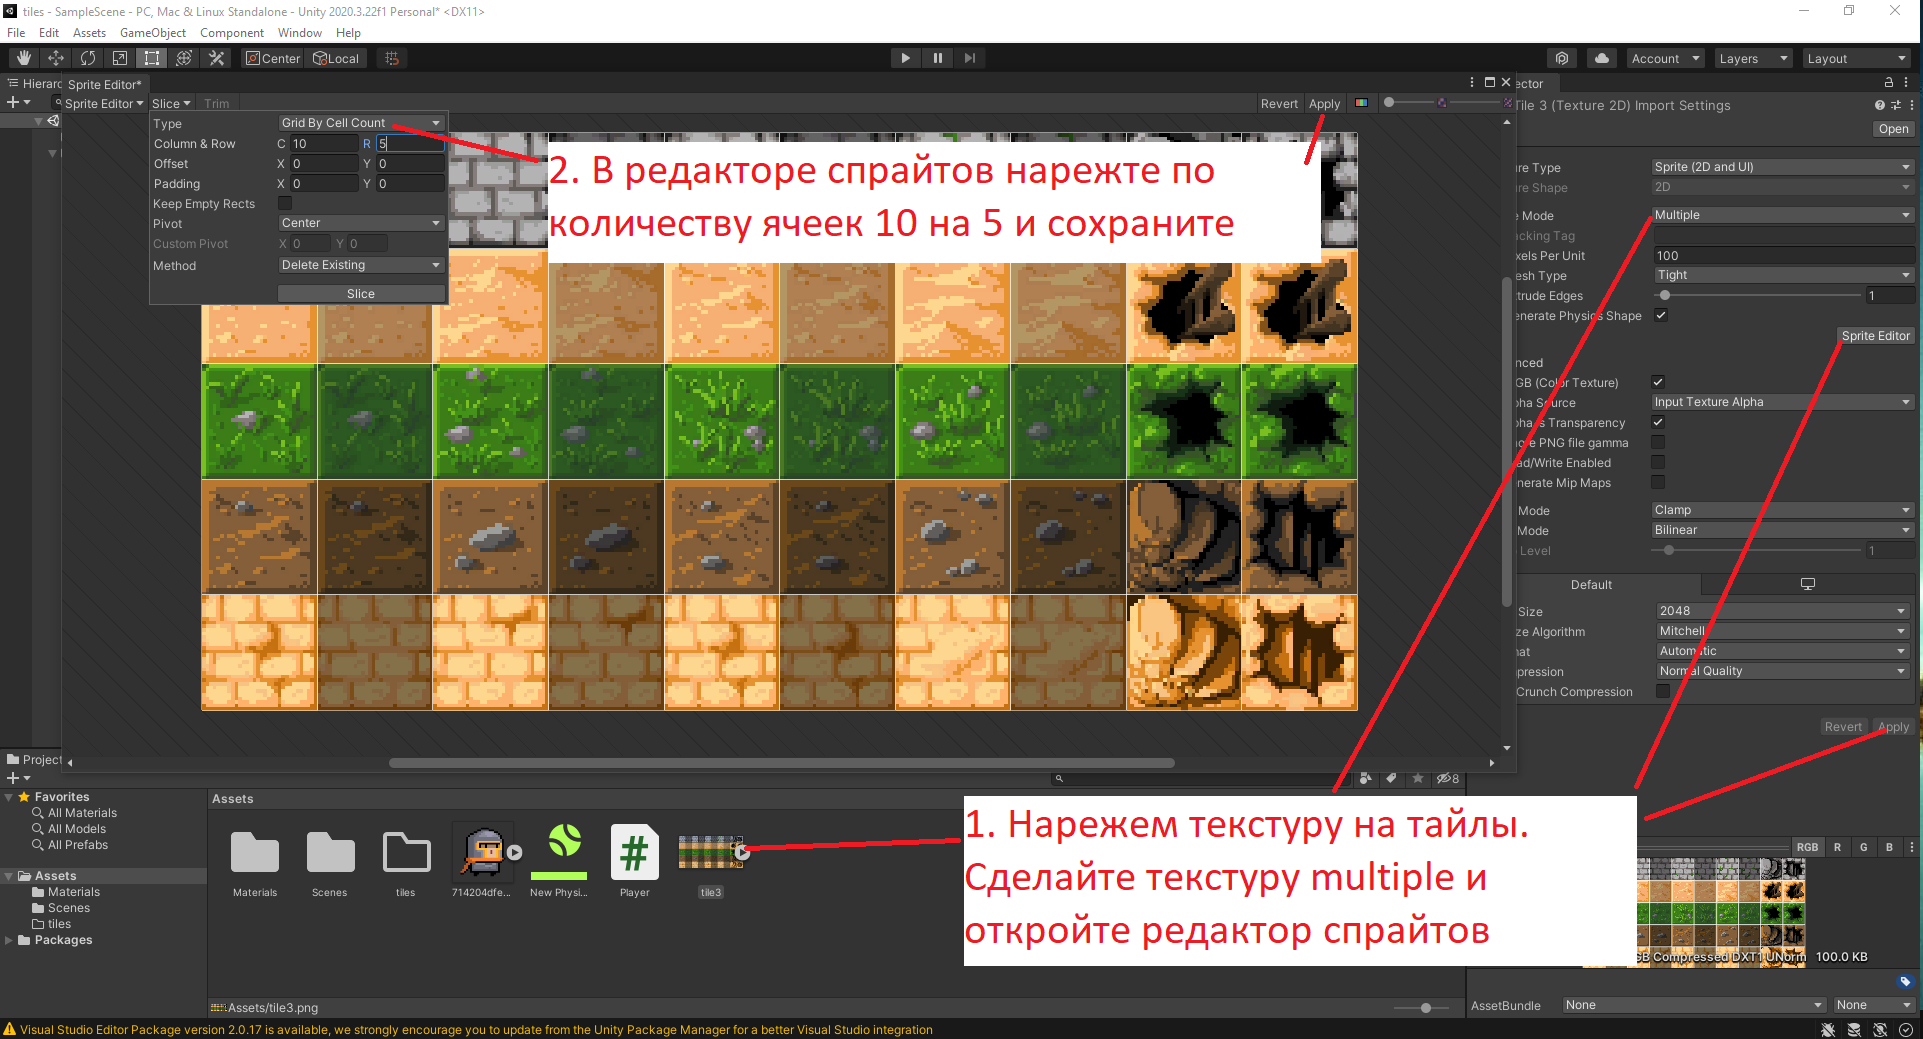 tiles - SampleScene - PC, Mac & Linux Standalone - Unity 2020.3.22f1 Personal* <DX11>
File Edit Assets GameObject Component Window Help
Center Local Account Layers Layout
Hierarc Sprite Editor* ector
Sprite Editor Slice Trim Revert Apply Tile 3 (Texture 2D) Import Settings
Open
Type Grid By Cell Count
Column & Row C 10 R 5
Offset X 0 Y 0
Padding X 0 Y 0
Keep Empty Rects
Pivot Center
Custom Pivot X 0 Y 0
Method Delete Existing
Slice
2. В редакторе спрайтов нарежте по
количеству ячеек 10 на 5 и сохраните
ure Type Sprite (2D and UI)
ure Shape 2D
e Mode Multiple
acking Tag
xels Per Unit 100
esh Type Tight
trude Edges 1
enerate Physics Shape
Sprite Editor
nced
GB (Color Texture)
pha Source Input Texture Alpha
pha Is Transparency
nore PNG file gamma
ad/Write Enabled
nerate Mip Maps
Mode Clamp
Mode Bilinear
Level 1
Default
Size 2048
ze Algorithm Mitchell
nat Automatic
pression Normal Quality
Crunch Compression
Revert Apply
Project
8
Favorites
All Materials
All Models
All Prefabs
Assets
Materials
Scenes
tiles
Packages
Assets
Materials Scenes tiles 714204dfe... New Physi... Player tile3
#
1. Нарежем текстуру на тайлы.
Сделайте текстуру multiple и
откройте редактор спрайтов
RGB R G B
GB Compressed DXT1 UNorm 100.0 KB
Assets/tile3.png
AssetBundle None None
Visual Studio Editor Package version 2.0.17 is available, we strongly encourage you to update from the Unity Package Manager for a better Visual Studio integration